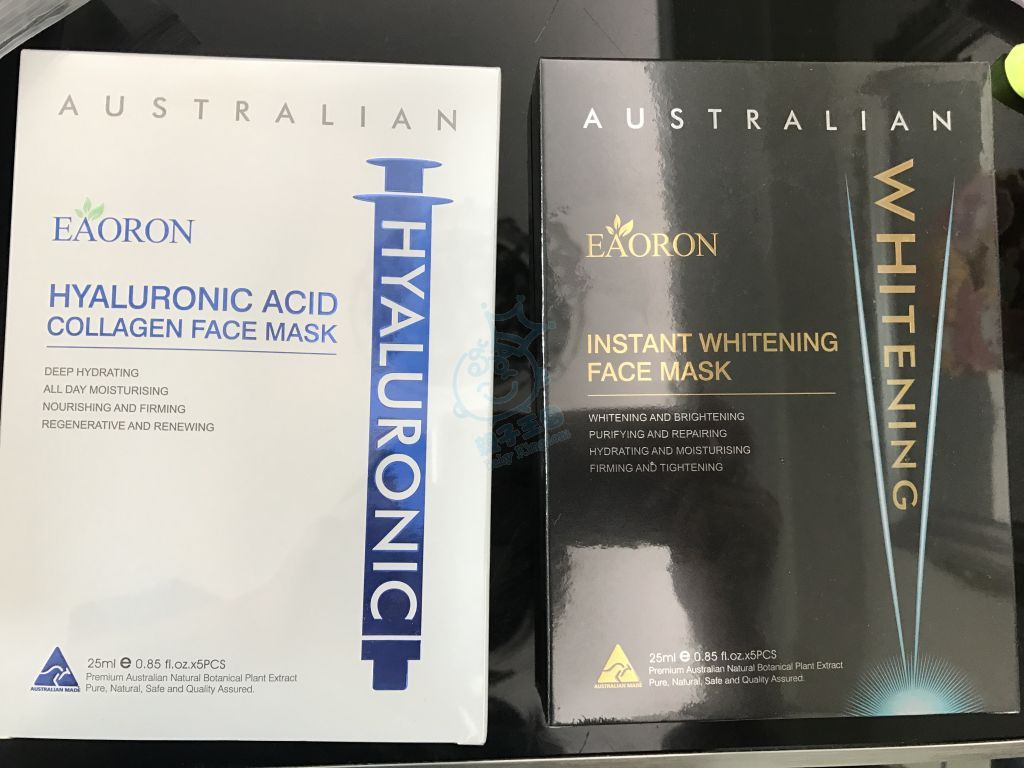 AUSTRALIAN
EAORON
HYALURONIC ACID
COLLAGEN FACE MASK
DEEP HYDRATING
ALL DAY MOISTURISING
NOURISHING AND FIRMING
REGENERATIVE AND RENEWING
HYALURONIC
AUSTRALIAN MADE
25ml e 0.85 fl.oz.x5PCS
Premium Australian Natural Botanical Plant Extract
Pure, Natural, Safe and Quality Assured.
AUSTRALIAN
EAORON
INSTANT WHITENING
FACE MASK
WHITENING AND BRIGHTENING
PURIFYING AND REPAIRING
HYDRATING AND MOISTURISING
FIRMING AND TIGHTENING
WHITENING
AUSTRALIAN MADE
25ml e 0.85 fl.oz.x5PCS
Premium Australian Natural Botanical Plant Extract
Pure, Natural, Safe and Quality Assured.